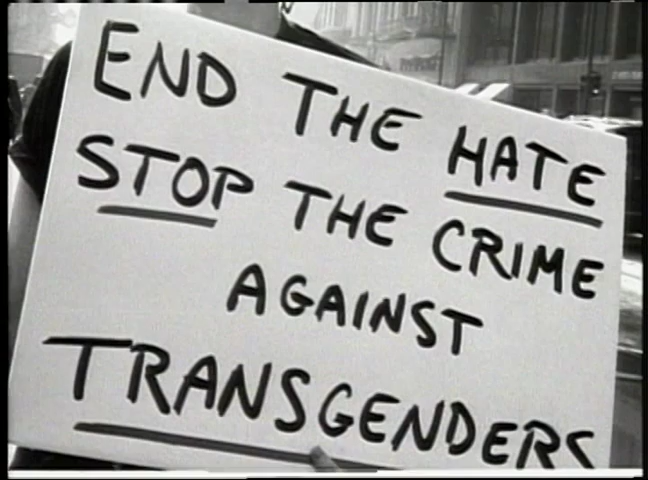 END THE HATE
STOP THE CRIME
AGAINST
TRANSGENDERS